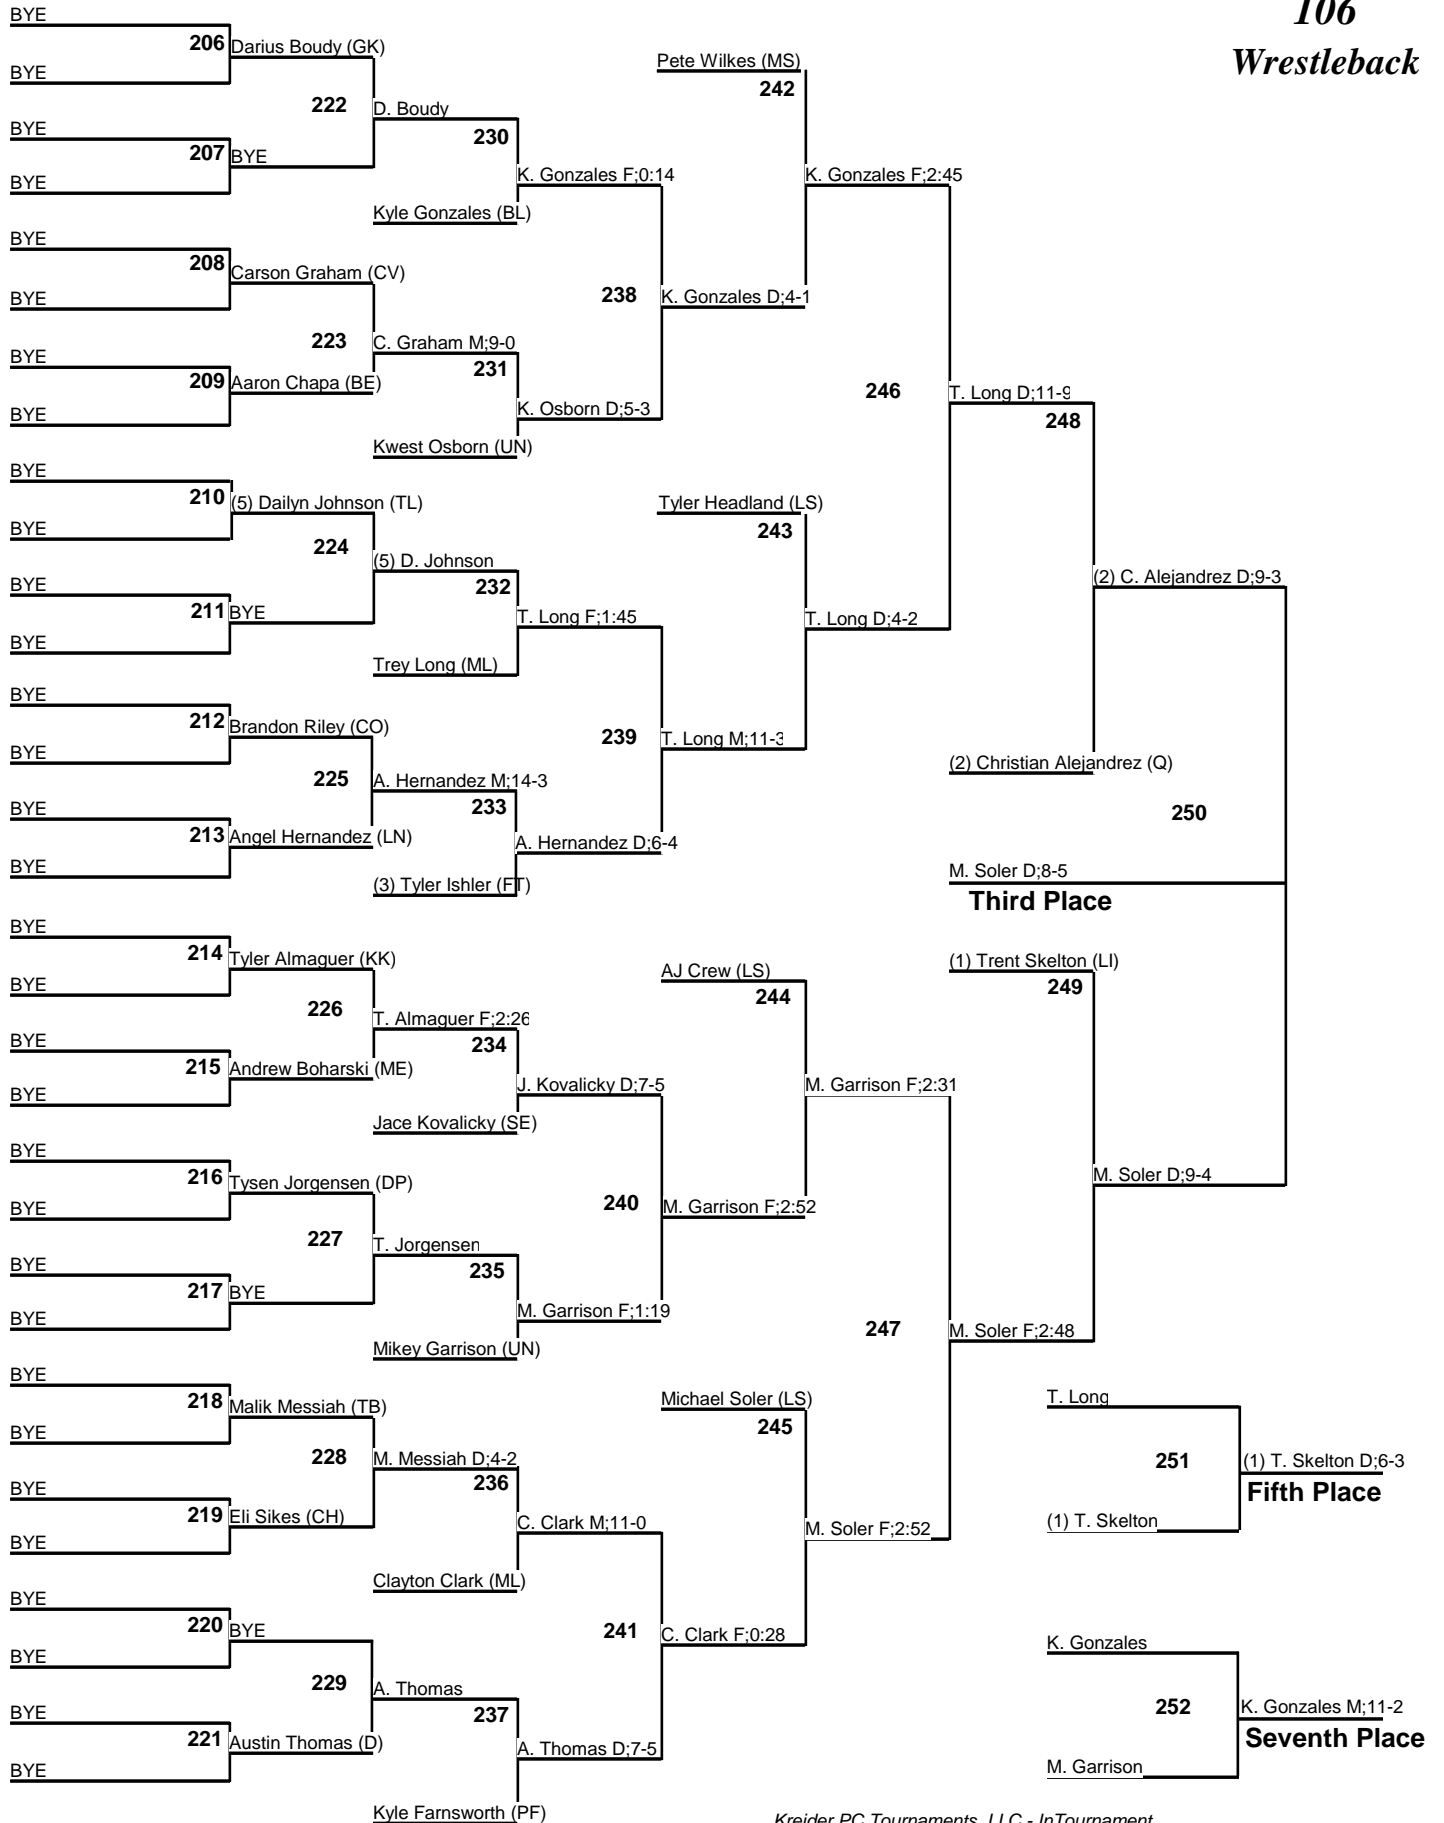 106
Wrestleback
BYE
206 Darius Boudy (GK)
BYE
Pete Wilkes (MS)
242
222 D. Boudy
BYE
230
207 BYE
BYE
K. Gonzales F;0:14
K. Gonzales F;2:45
Kyle Gonzales (BL)
BYE
208 Carson Graham (CV)
BYE
238 K. Gonzales D;4-1
223 C. Graham M;9-0
BYE
231
209 Aaron Chapa (BE)
BYE
K. Osborn D;5-3
246 T. Long D;11-9
248
Kwest Osborn (UN)
BYE
210 (5) Dailyn Johnson (TL)
BYE
Tyler Headland (LS)
243
224 (5) D. Johnson
BYE
232
(2) C. Alejandrez D;9-3
211 BYE
BYE
T. Long F;1:45
T. Long D;4-2
Trey Long (ML)
BYE
212 Brandon Riley (CO)
BYE
239 T. Long M;11-3
225 A. Hernandez M;14-3
(2) Christian Alejandrez (Q)
BYE
233
250
213 Angel Hernandez (LN)
BYE
A. Hernandez D;6-4
(3) Tyler Ishler (FT)
M. Soler D;8-5
Third Place
BYE
214 Tyler Almaguer (KK)
BYE
AJ Crew (LS)
244
(1) Trent Skelton (LI)
249
226 T. Almaguer F;2:26
BYE
234
215 Andrew Boharski (ME)
BYE
J. Kovalicky D;7-5
M. Garrison F;2:31
Jace Kovalicky (SE)
BYE
216 Tysen Jorgensen (DP)
BYE
M. Soler D;9-4
240 M. Garrison F;2:52
227 T. Jorgensen
BYE
235
217 BYE
BYE
M. Garrison F;1:19
247 M. Soler F;2:48
Mikey Garrison (UN)
BYE
218 Malik Messiah (TB)
BYE
Michael Soler (LS)
245
T. Long
228 M. Messiah D;4-2
251 (1) T. Skelton D;6-3
BYE
236
Fifth Place
219 Eli Sikes (CH)
BYE
C. Clark M;11-0
M. Soler F;2:52
(1) T. Skelton
Clayton Clark (ML)
BYE
220 BYE
BYE
241 C. Clark F;0:28
K. Gonzales
229 A. Thomas
BYE
237
252 K. Gonzales M;11-2
221 Austin Thomas (D)
BYE
A. Thomas D;7-5
Seventh Place
M. Garrison
Kyle Farnsworth (PF)
Kreider PC Tournaments, LLC - InTournament